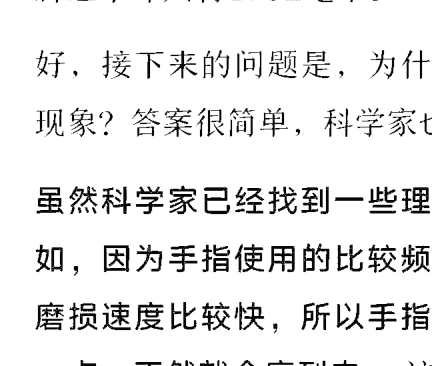 好，接下来的问题是，为什
现象？答案很简单，科学家
虽然科学家已经找到一些理
如，因为手指使用的比较频
磨损速度比较快，所以手指